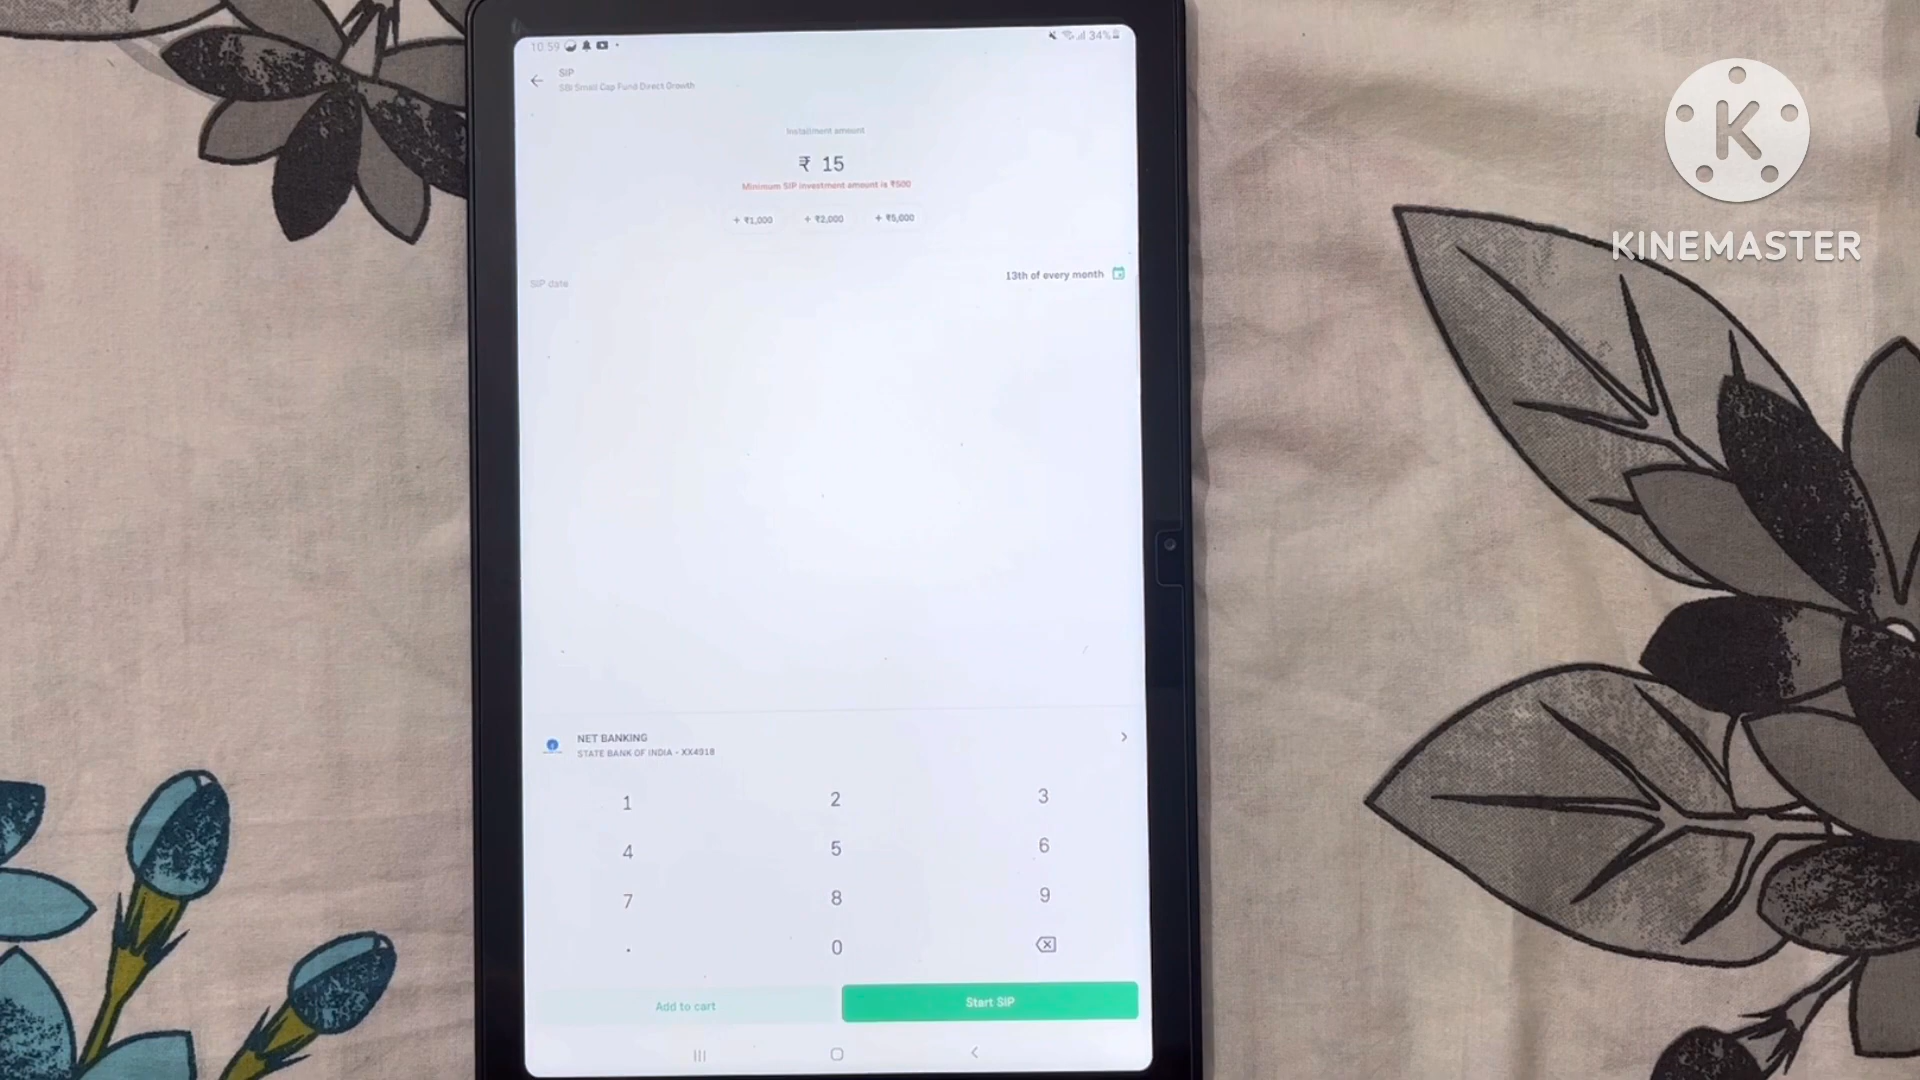 10.59
34%
SIP
SBI Small Cap Fund Direct Growth
Installment amount
₹ 15
Minimum SIP investment amount is ₹500
+ ₹1,000 + ₹2,000 + ₹5,000
SIP date
13th of every month
NET BANKING
STATE BANK OF INDIA - XX4918
1 2 3
4 5 6
7 8 9
. 0
Add to cart
Start SIP
K
KINEMASTER